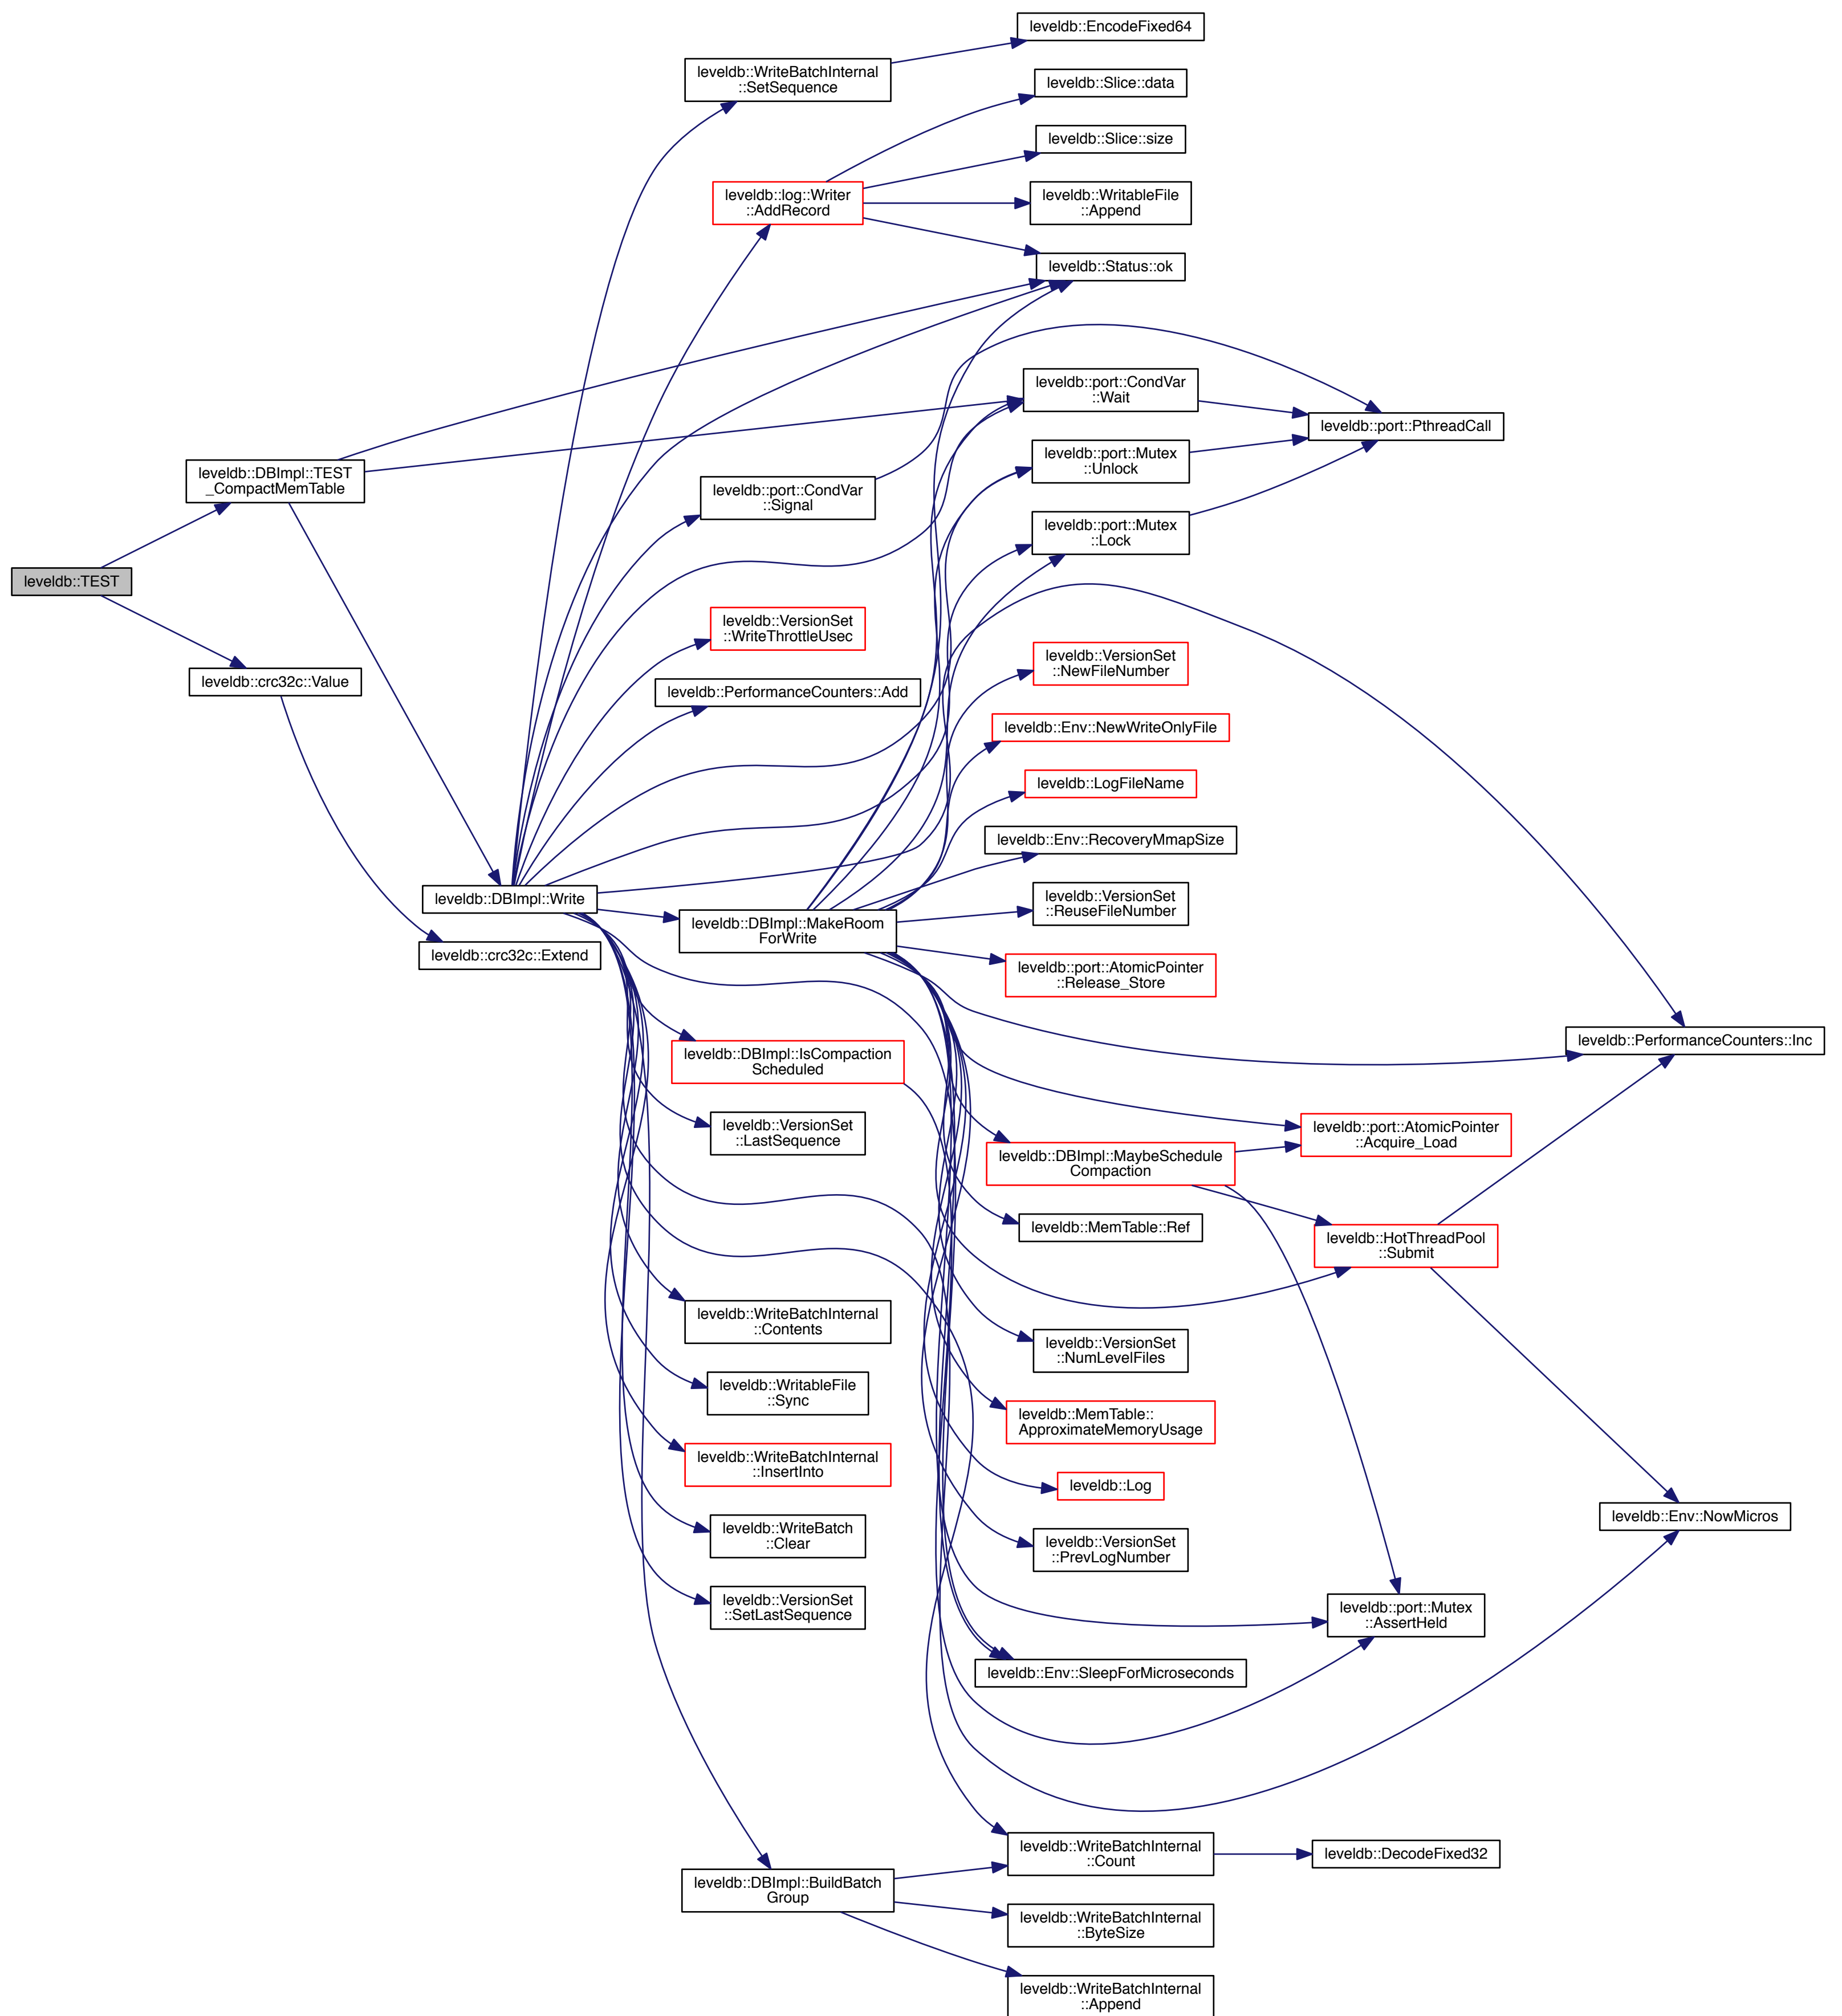 leveldb::EncodeFixed64
leveldb::WriteBatchInternal
::SetSequence
leveldb::Slice::data
leveldb::Slice::size
leveldb::log::Writer
::AddRecord
leveldb::WritableFile
::Append
leveldb::Status::ok
leveldb::port::CondVar
::Wait
leveldb::port::PthreadCall
leveldb::port::Mutex
::Unlock
leveldb::DBImpl::TEST
_CompactMemTable
leveldb::port::CondVar
::Signal
leveldb::port::Mutex
::Lock
leveldb::TEST
leveldb::VersionSet
::WriteThrottleUsec
leveldb::VersionSet
::NewFileNumber
leveldb::crc32c::Value
leveldb::PerformanceCounters::Add
leveldb::Env::NewWriteOnlyFile
leveldb::LogFileName
leveldb::Env::RecoveryMmapSize
leveldb::DBImpl::Write
leveldb::VersionSet
::ReuseFileNumber
leveldb::DBImpl::MakeRoom
ForWrite
leveldb::crc32c::Extend
leveldb::port::AtomicPointer
::Release_Store
leveldb::PerformanceCounters::Inc
leveldb::DBImpl::IsCompaction
Scheduled
leveldb::VersionSet
::LastSequence
leveldb::port::AtomicPointer
::Acquire_Load
leveldb::DBImpl::MaybeSchedule
Compaction
leveldb::MemTable::Ref
leveldb::HotThreadPool
::Submit
leveldb::WriteBatchInternal
::Contents
leveldb::VersionSet
::NumLevelFiles
leveldb::WritableFile
::Sync
leveldb::MemTable::
ApproximateMemoryUsage
leveldb::WriteBatchInternal
::InsertInto
leveldb::Log
leveldb::Env::NowMicros
leveldb::WriteBatch
::Clear
leveldb::VersionSet
::PrevLogNumber
leveldb::VersionSet
::SetLastSequence
leveldb::port::Mutex
::AssertHeld
leveldb::Env::SleepForMicroseconds
leveldb::WriteBatchInternal
::Count
leveldb::DecodeFixed32
leveldb::DBImpl::BuildBatch
Group
leveldb::WriteBatchInternal
::ByteSize
leveldb::WriteBatchInternal
::Append